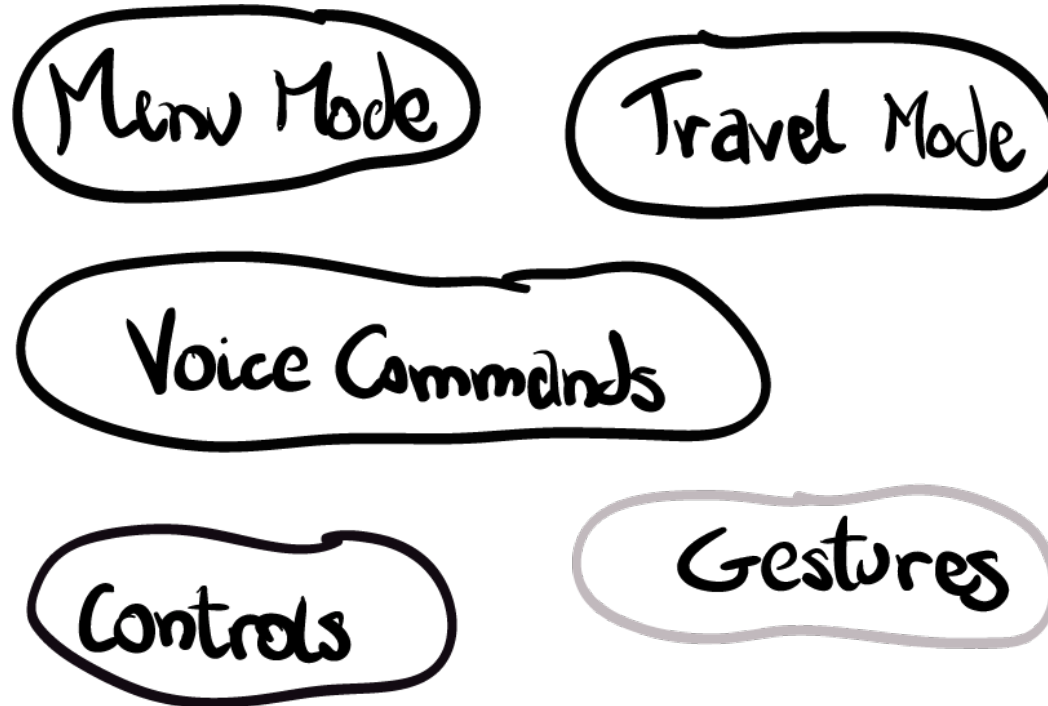 Menu Mode
Travel Mode
Voice Commands
Controls
Gestures